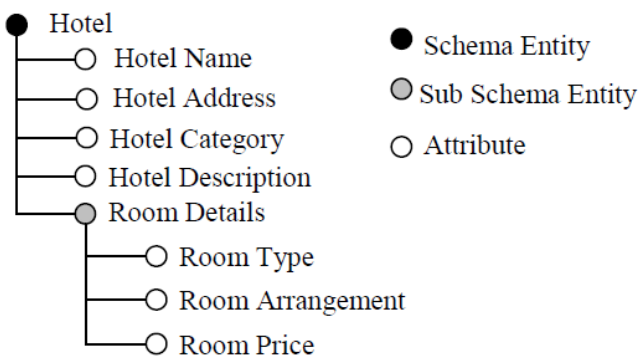 Hotel
Hotel Name
Hotel Address
Hotel Category
Hotel Description
Room Details
Room Type
Room Arrangement
Room Price
Schema Entity
Sub Schema Entity
Attribute